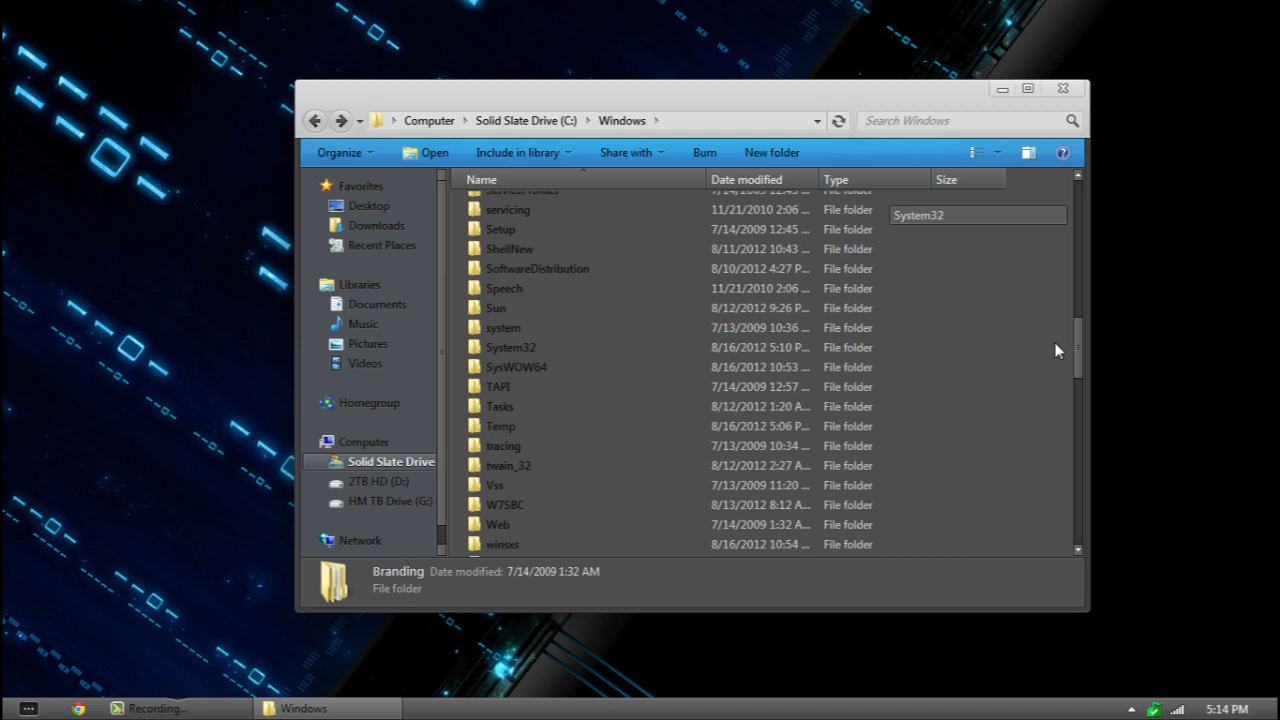 Computer Solid Slate Drive (C:) Windows Search Windows
Organize Open Include in library Share with Burn New folder
Name Date modified Type Size
Favorites
Desktop
Downloads
Recent Places
Libraries
Documents
Music
Pictures
Videos
Homegroup
Computer
Solid Slate Drive
2TB HD (D:)
HM TB Drive (G:)
Network
servicing 11/21/2010 2:06 ... File folder
Setup 7/14/2009 12:45 ... File folder
ShellNew 8/11/2012 10:43 ... File folder
SoftwareDistribution 8/10/2012 4:27 P... File folder
Speech 11/21/2010 2:06 ... File folder
Sun 8/12/2012 9:26 P... File folder
system 7/13/2009 10:36 ... File folder
System32 8/16/2012 5:10 P... File folder
SysWOW64 8/16/2012 10:53 ... File folder
TAPI 7/14/2009 12:57 ... File folder
Tasks 8/12/2012 1:20 A... File folder
Temp 8/16/2012 5:06 P... File folder
tracing 7/13/2009 10:34 ... File folder
twain_32 8/12/2012 2:27 A... File folder
Vss 7/13/2009 11:20 ... File folder
W7SBC 8/13/2012 8:12 A... File folder
Web 7/14/2009 1:32 A... File folder
winsxs 8/16/2012 10:54 ... File folder
System32
Branding Date modified: 7/14/2009 1:32 AM
File folder
Recording... Windows 5:14 PM